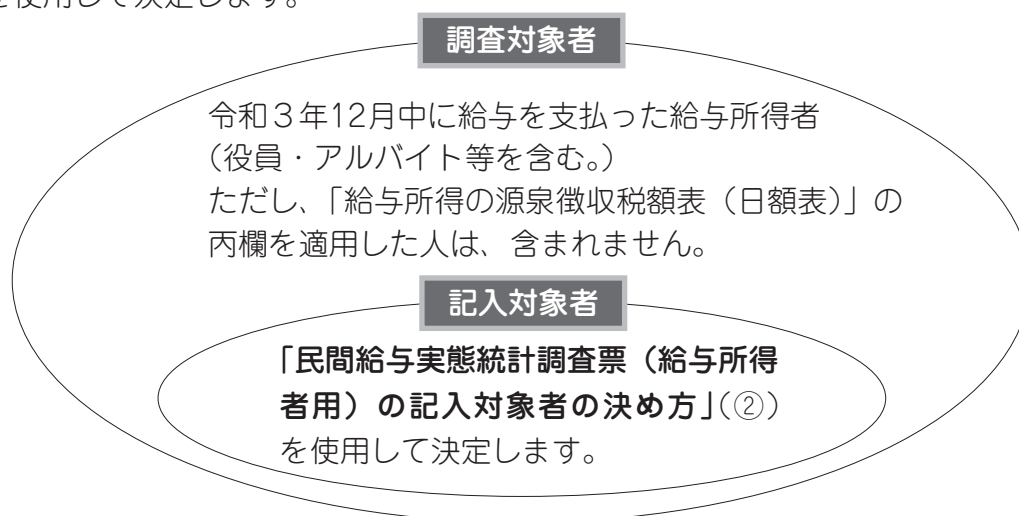 を使用して決定します。
調査対象者
令和３年12月中に給与を支払った給与所得者
（役員・アルバイト等を含む。）
ただし、「給与所得の源泉徴収税額表（日額表）」の
丙欄を適用した人は、含まれません。
記入対象者
「民間給与実態統計調査票（給与所得
者用）の記入対象者の決め方」（②）
を使用して決定します。